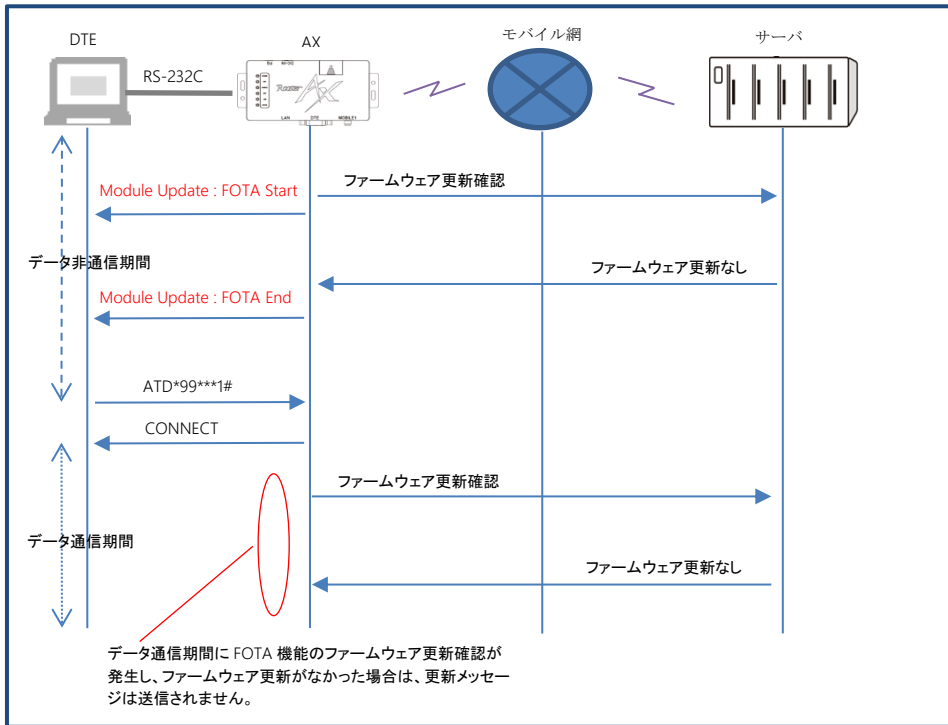 DTE
AX
モバイル網
サーバ
RS-232C
LAN
DTE
MOBILE1
Module Update : FOTA Start
ファームウェア更新確認
データ非通信期間
ファームウェア更新なし
Module Update : FOTA End
ATD*99***1#
CONNECT
ファームウェア更新確認
データ通信期間
ファームウェア更新なし
データ通信期間に FOTA 機能のファームウェア更新確認が
発生し、ファームウェア更新がなかった場合は、更新メッセー
ジは送信されません。